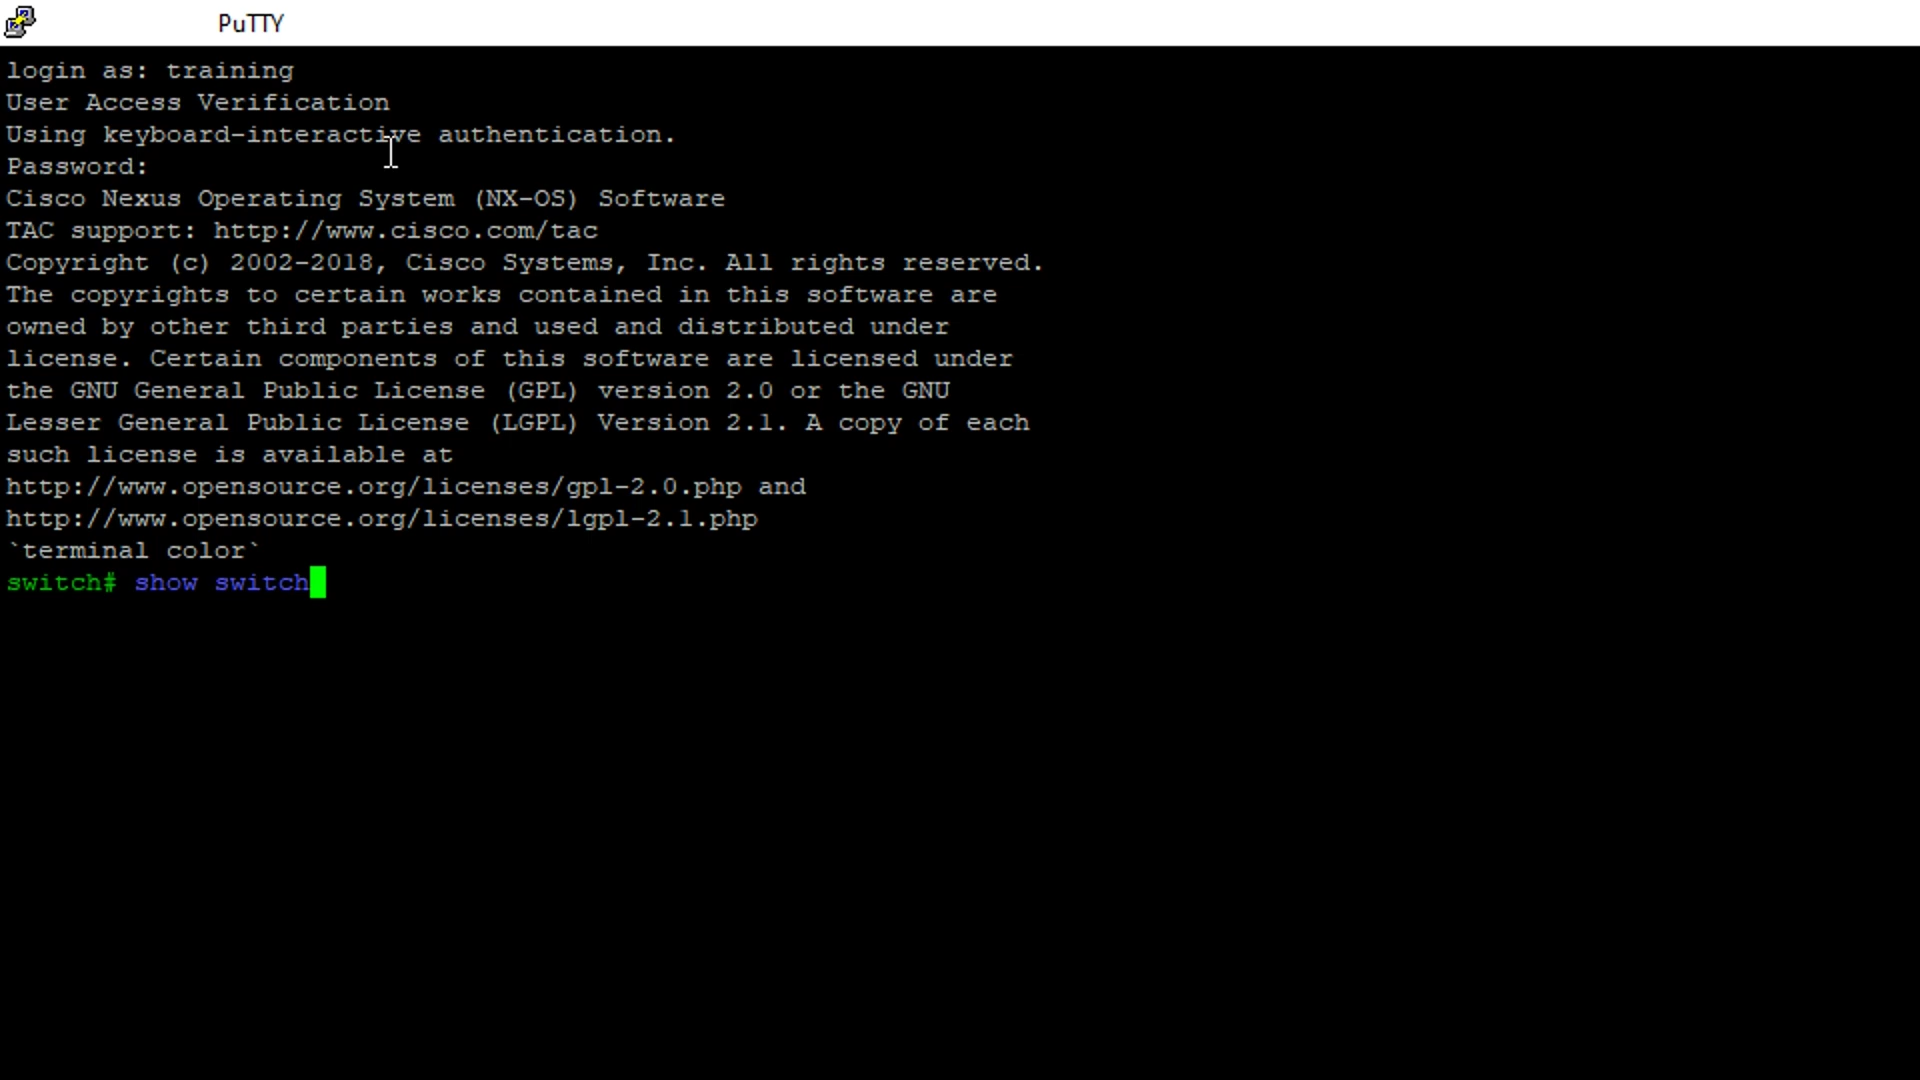 PuTTY
login as: training
User Access Verification
Using keyboard-interactive authentication.
Password:
Cisco Nexus Operating System (NX-OS) Software
TAC support: http://www.cisco.com/tac
Copyright (c) 2002-2018, Cisco Systems, Inc. All rights reserved.
The copyrights to certain works contained in this software are
owned by other third parties and used and distributed under
license. Certain components of this software are licensed under
the GNU General Public License (GPL) version 2.0 or the GNU
Lesser General Public License (LGPL) Version 2.1. A copy of each
such license is available at
http://www.opensource.org/licenses/gpl-2.0.php and
http://www.opensource.org/licenses/lgpl-2.1.php
`terminal color`
switch# show switch